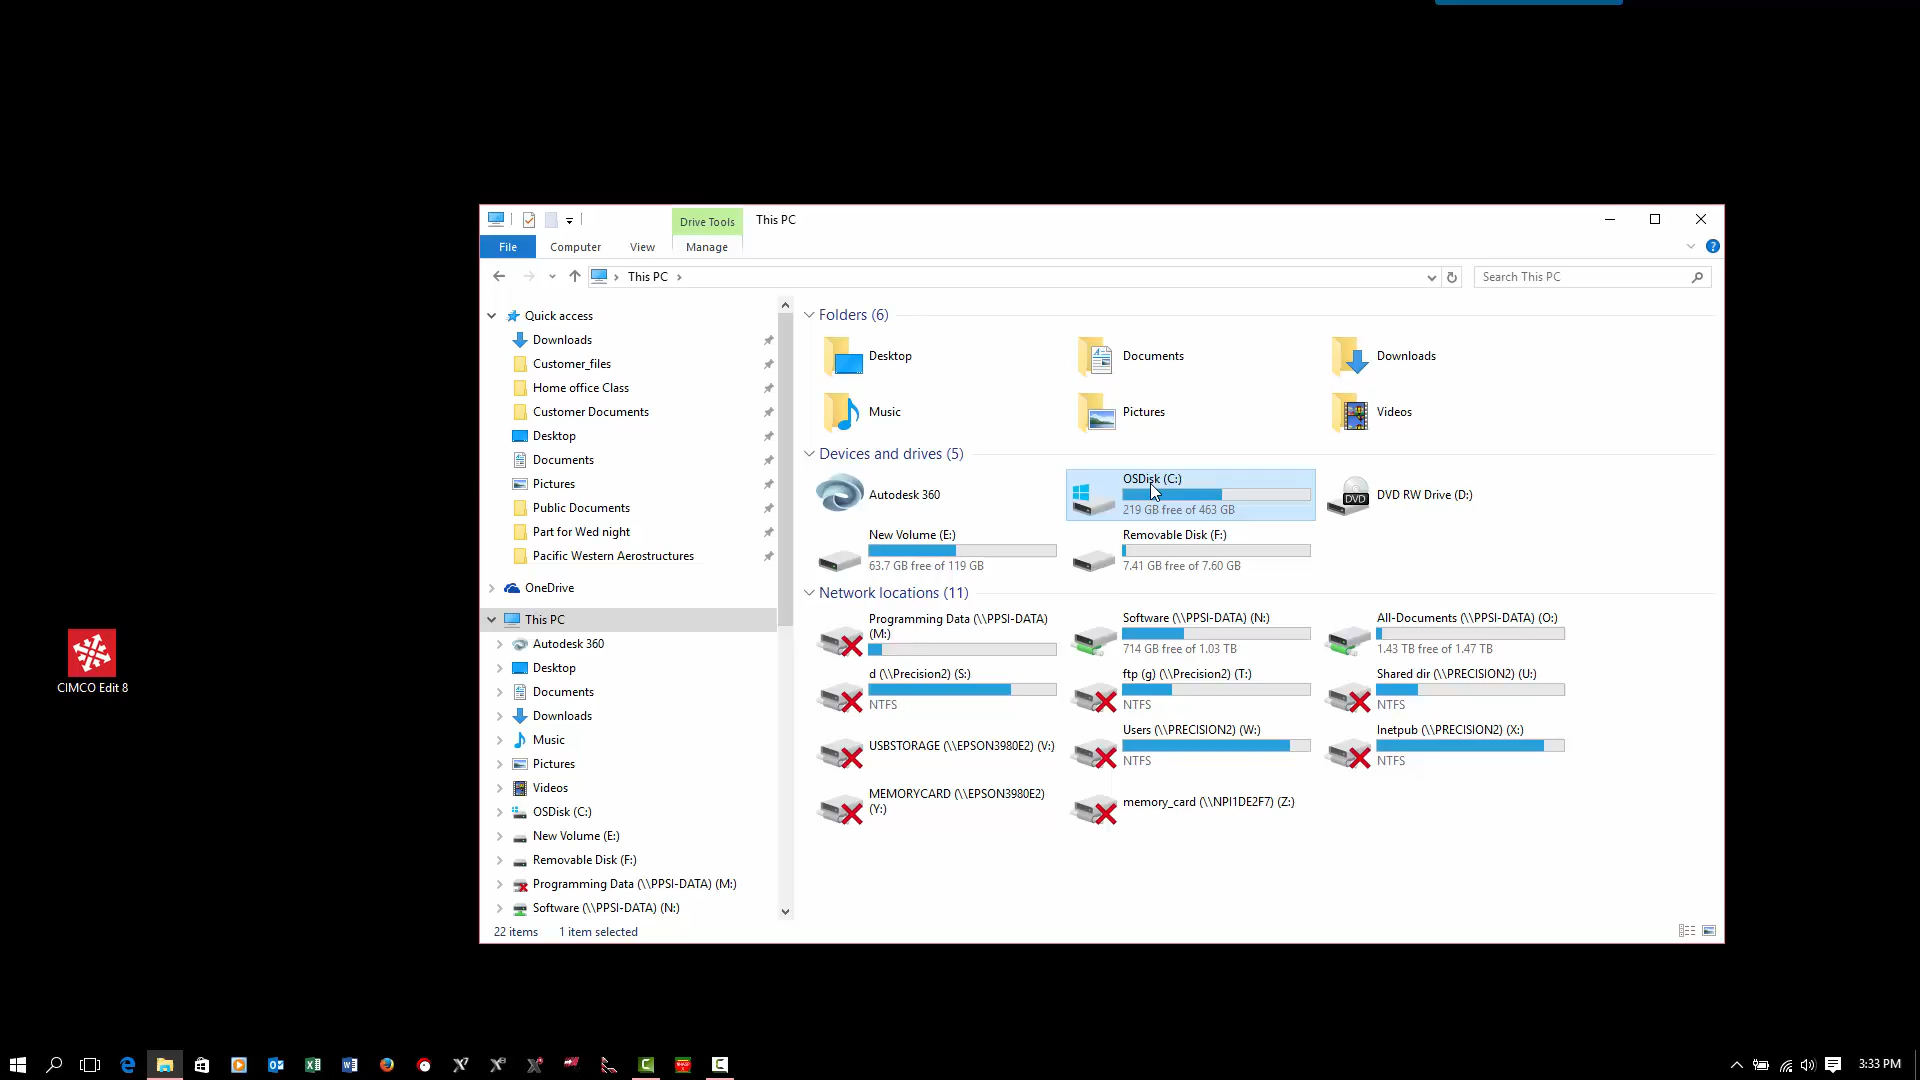 Drive Tools
This PC
File
Computer
View
Manage
This PC
Search This PC
Quick access
Downloads
Customer_files
Home office Class
Customer Documents
Desktop
Documents
Pictures
Public Documents
Part for Wed night
Pacific Western Aerostructures
OneDrive
This PC
Autodesk 360
Desktop
Documents
Downloads
Music
Pictures
Videos
OSDisk (C:)
New Volume (E:)
Removable Disk (F:)
Programming Data (\\PPSI-DATA) (M:)
Software (\\PPSI-DATA) (N:)
Folders (6)
Desktop
Documents
Downloads
Music
Pictures
Videos
Devices and drives (5)
Autodesk 360
OSDisk (C:)
219 GB free of 463 GB
DVD
DVD RW Drive (D:)
New Volume (E:)
63.7 GB free of 119 GB
Removable Disk (F:)
7.41 GB free of 7.60 GB
Network locations (11)
Programming Data (\\PPSI-DATA)
(M:)
Software (\\PPSI-DATA) (N:)
714 GB free of 1.03 TB
All-Documents (\\PPSI-DATA) (O:)
1.43 TB free of 1.47 TB
d (\\Precision2) (S:)
NTFS
ftp (g) (\\Precision2) (T:)
NTFS
Shared dir (\\PRECISION2) (U:)
NTFS
USBSTORAGE (\\EPSON3980E2) (V:)
Users (\\PRECISION2) (W:)
NTFS
Inetpub (\\PRECISION2) (X:)
NTFS
MEMORYCARD (\\EPSON3980E2)
(Y:)
memory_card (\\NPI1DE2F7) (Z:)
22 items
1 item selected
CIMCO Edit 8
3:33 PM